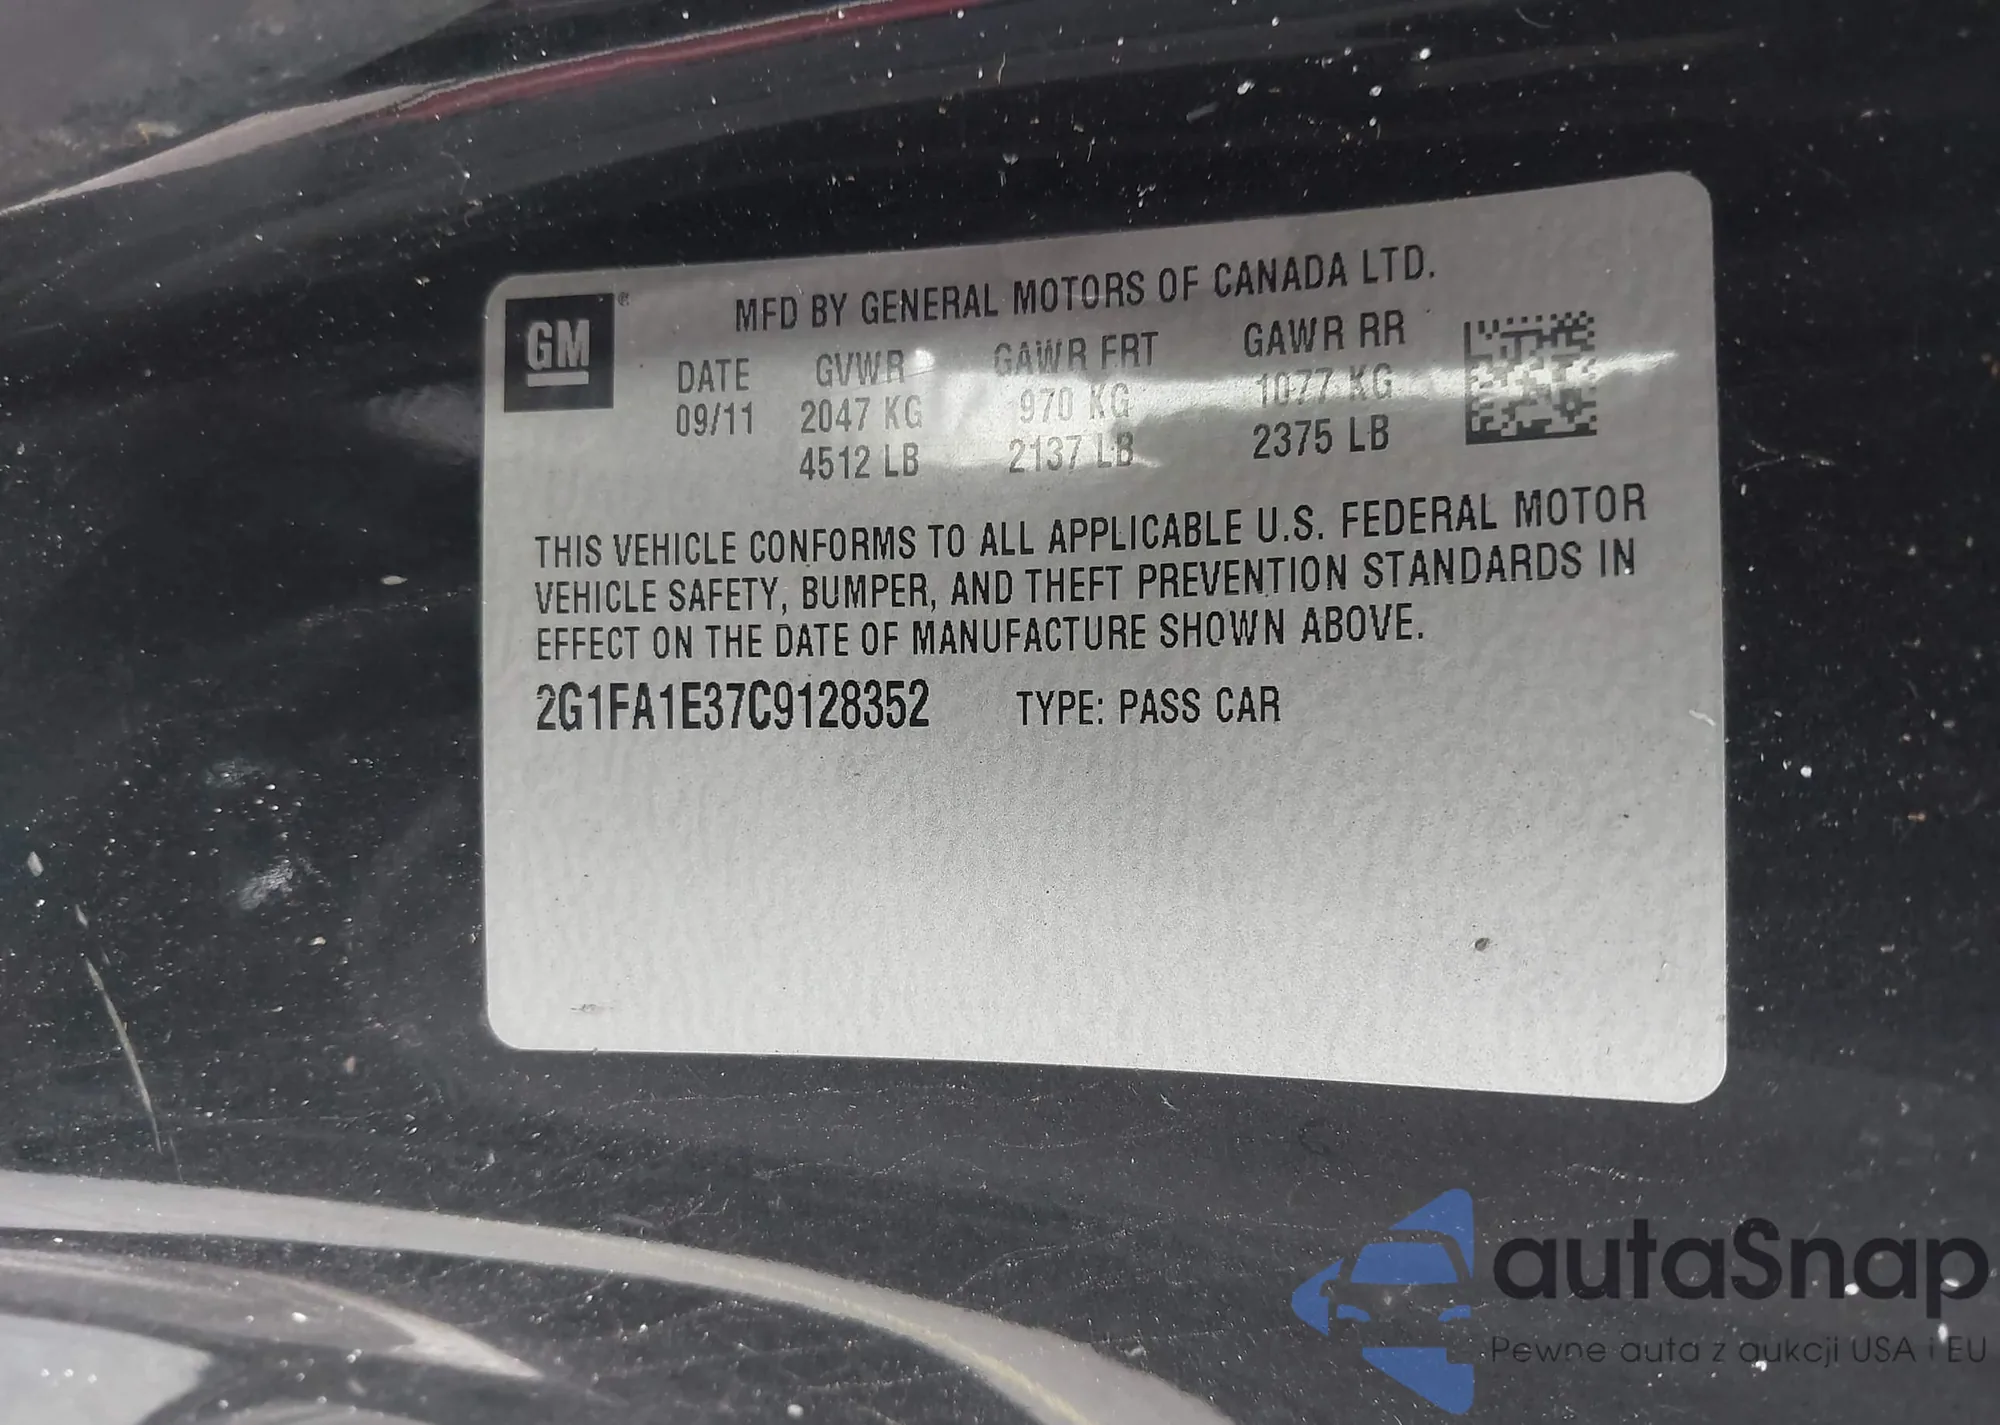 GM ®
MFD BY GENERAL MOTORS OF CANADA LTD.
DATE GVWR GAWR FRT GAWR RR
09/11 2047 KG 970 KG 1077 KG
4512 LB 2137 LB 2375 LB
THIS VEHICLE CONFORMS TO ALL APPLICABLE U.S. FEDERAL MOTOR
VEHICLE SAFETY, BUMPER, AND THEFT PREVENTION STANDARDS IN
EFFECT ON THE DATE OF MANUFACTURE SHOWN ABOVE.
2G1FA1E37C9128352 TYPE: PASS CAR
autaSnap
Pewne auta z aukcji USA i EU